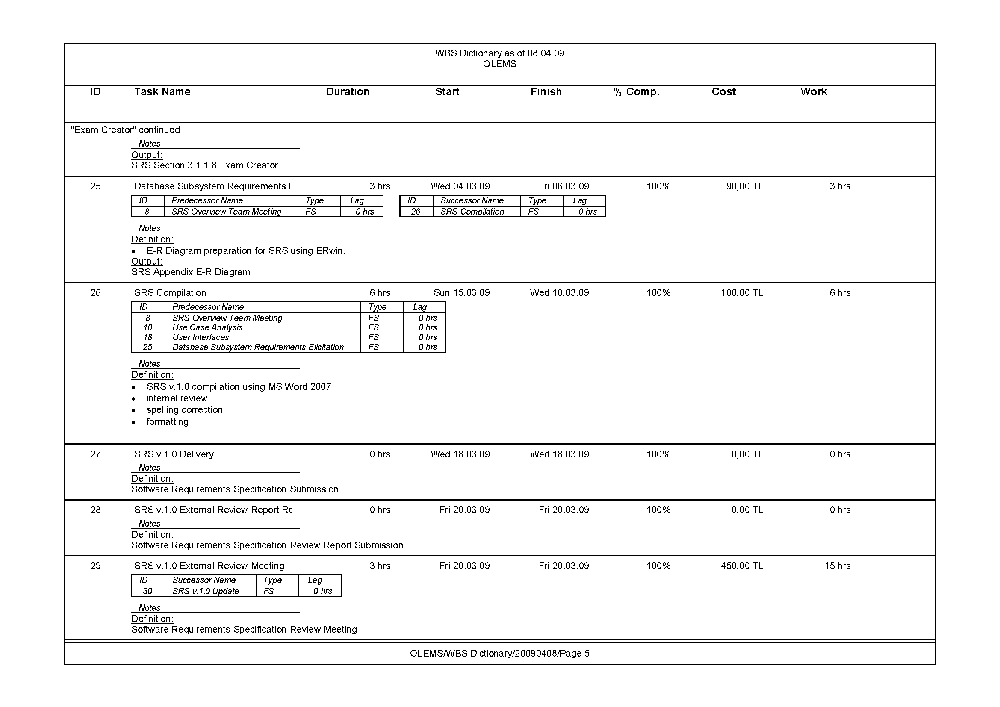 WBS Dictionary as of 08.04.09
OLEMS
ID Task Name Duration Start Finish % Comp. Cost Work
"Exam Creator" continued
Notes
Output:
SRS Section 3.1.1.8 Exam Creator
25 Database Subsystem Requirements E 3 hrs Wed 04.03.09 Fri 06.03.09 100% 90,00 TL 3 hrs
ID Predecessor Name Type Lag ID Successor Name Type Lag
8 SRS Overview Team Meeting FS 0 hrs 26 SRS Compilation FS 0 hrs
Notes
Definition:
• E-R Diagram preparation for SRS using ERwin.
Output:
SRS Appendix E-R Diagram
26 SRS Compilation 6 hrs Sun 15.03.09 Wed 18.03.09 100% 180,00 TL 6 hrs
ID Predecessor Name Type Lag
8 SRS Overview Team Meeting FS 0 hrs
10 Use Case Analysis FS 0 hrs
18 User Interfaces FS 0 hrs
25 Database Subsystem Requirements Elicitation FS 0 hrs
Notes
Definition:
• SRS v.1.0 compilation using MS Word 2007
• internal review
• spelling correction
• formatting
27 SRS v.1.0 Delivery 0 hrs Wed 18.03.09 Wed 18.03.09 100% 0,00 TL 0 hrs
Notes
Definition:
Software Requirements Specification Submission
28 SRS v.1.0 External Review Report Re 0 hrs Fri 20.03.09 Fri 20.03.09 100% 0,00 TL 0 hrs
Notes
Definition:
Software Requirements Specification Review Report Submission
29 SRS v.1.0 External Review Meeting 3 hrs Fri 20.03.09 Fri 20.03.09 100% 450,00 TL 15 hrs
ID Successor Name Type Lag
30 SRS v.1.0 Update FS 0 hrs
Notes
Definition:
Software Requirements Specification Review Meeting
OLEMS/WBS Dictionary/20090408/Page 5